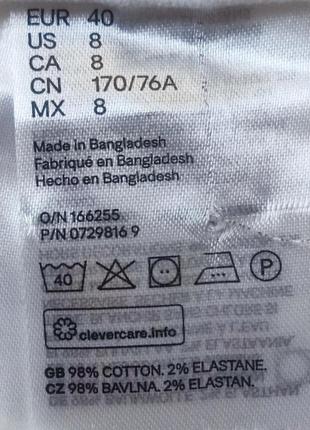 EUR 40
US 8
CA 8
CN 170/76A
MX 8
Made in Bangladesh
Fabriqué en Bangladesh
Hecho en Bangladesh
O/N 166255
P/N 0729816 9
40 P
clevercare.info
GB 98% COTTON. 2% ELASTANE.
CZ 98% BAVLNA. 2% ELASTAN.